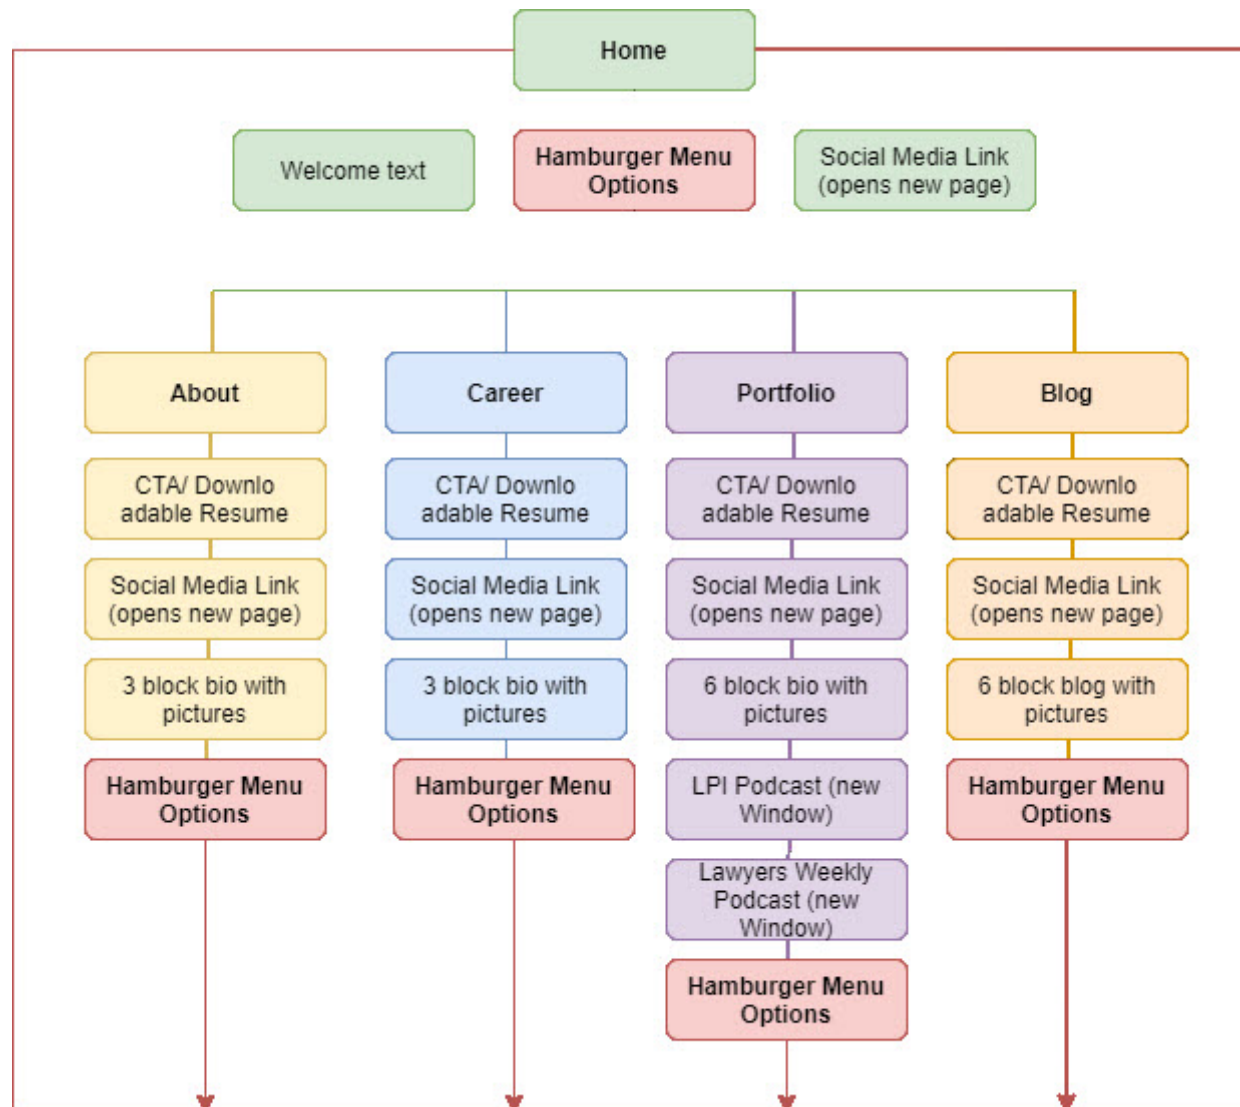 Home
Welcome text
Hamburger Menu
Options
Social Media Link
(opens new page)
About
Career
Portfolio
Blog
CTA/ Downlo
adable Resume
CTA/ Downlo
adable Resume
CTA/ Downlo
adable Resume
CTA/ Downlo
adable Resume
Social Media Link
(opens new page)
Social Media Link
(opens new page)
Social Media Link
(opens new page)
Social Media Link
(opens new page)
3 block bio with
pictures
3 block bio with
pictures
6 block bio with
pictures
6 block blog with
pictures
Hamburger Menu
Options
Hamburger Menu
Options
LPI Podcast (new
Window)
Hamburger Menu
Options
Lawyers Weekly
Podcast (new
Window)
Hamburger Menu
Options